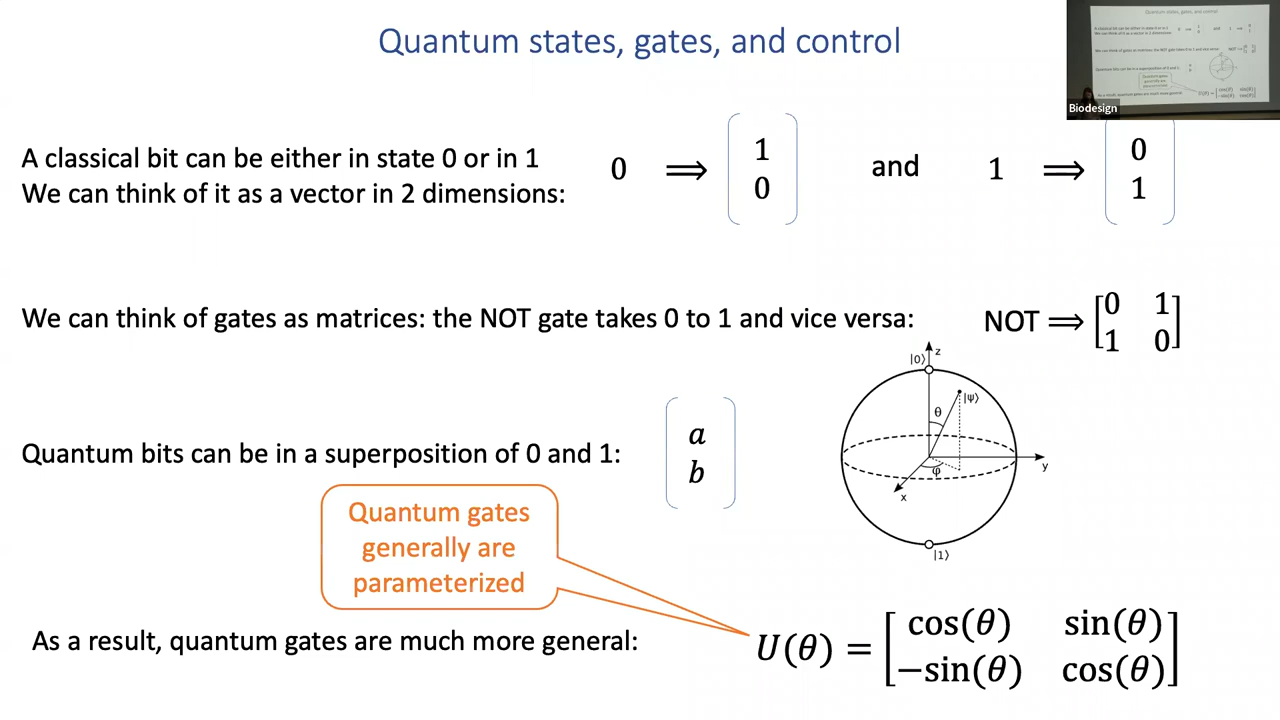 Quantum states, gates, and control
Biodesign
A classical bit can be either in state 0 or in 1
We can think of it as a vector in 2 dimensions:
0 ⟹ 1 0 and 1 ⟹ 0 1
We can think of gates as matrices: the NOT gate takes 0 to 1 and vice versa:
NOT ⟹ [0 1
1 0]
|0⟩ z
θ |ψ⟩
φ
x y
|1⟩
Quantum bits can be in a superposition of 0 and 1:
a
b
Quantum gates
generally are
parameterized
As a result, quantum gates are much more general:
U(θ) = [cos(θ) sin(θ)
−sin(θ) cos(θ)]